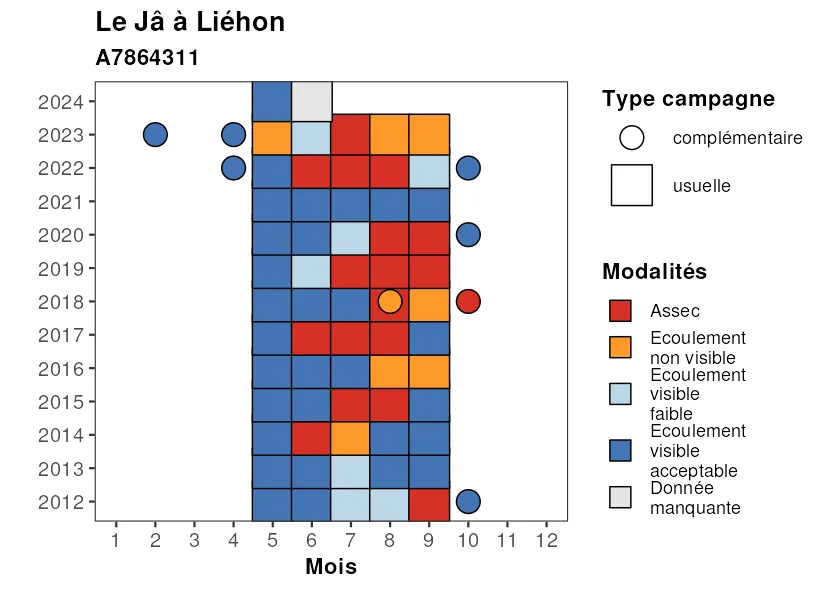 Le Jâ à Liéhon
A7864311
2024
2023
2022
2021
2020
2019
2018
2017
2016
2015
2014
2013
2012
1 2 3 4 5 6 7 8 9 10 11 12
Mois
Type campagne
complémentaire
usuelle
Modalités
Assec
Ecoulement
non visible
Ecoulement
visible
faible
Ecoulement
visible
acceptable
Donnée
manquante